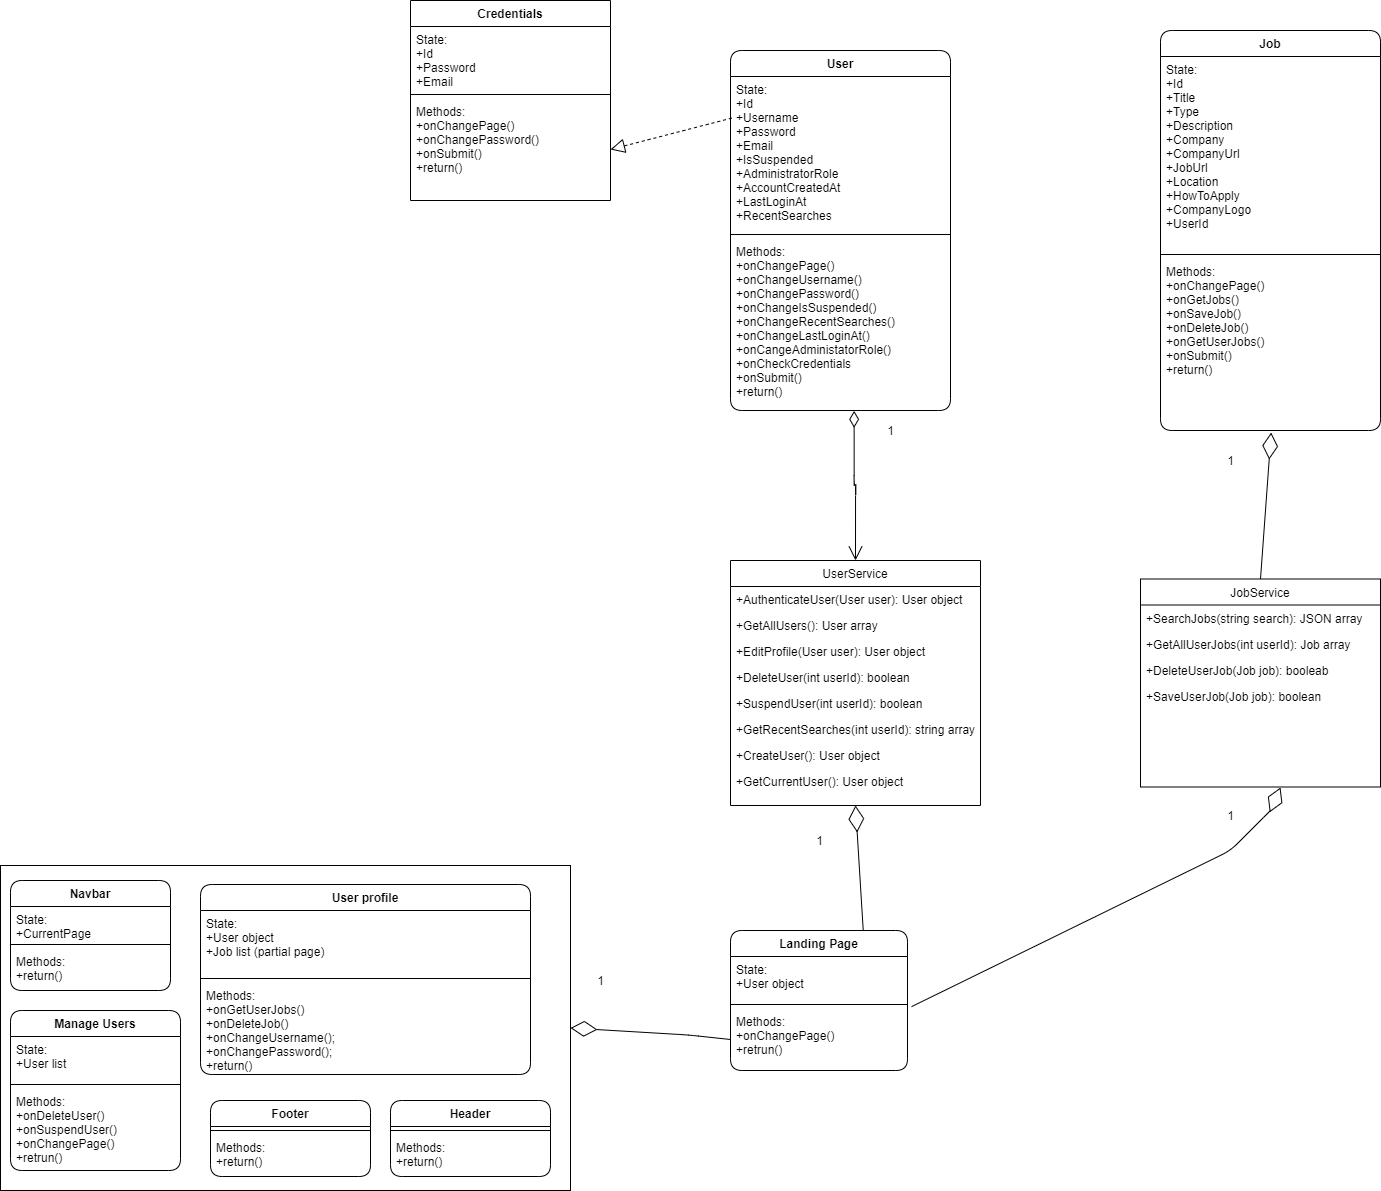 Credentials
State:
+Id
+Password
+Email
Methods:
+onChangePage()
+onChangePassword()
+onSubmit()
+return()
User
State:
+Id
+Username
+Password
+Email
+IsSuspended
+AdministratorRole
+AccountCreatedAt
+LastLoginAt
+RecentSearches
Methods:
+onChangePage()
+onChangeUsername()
+onChangePassword()
+onChangeIsSuspended()
+onChangeRecentSearches()
+onChangeLastLoginAt()
+onCangeAdministatorRole()
+onCheckCredentials
+onSubmit()
+return()
1
Job
State:
+Id
+Title
+Type
+Description
+Company
+CompanyUrl
+JobUrl
+Location
+HowToApply
+CompanyLogo
+UserId
Methods:
+onChangePage()
+onGetJobs()
+onSaveJob()
+onDeleteJob()
+onGetUserJobs()
+onSubmit()
+return()
1
UserService
+AuthenticateUser(User user): User object
+GetAllUsers(): User array
+EditProfile(User user): User object
+DeleteUser(int userId): boolean
+SuspendUser(int userId): boolean
+GetRecentSearches(int userId): string array
+CreateUser(): User object
+GetCurrentUser(): User object
1
JobService
+SearchJobs(string search): JSON array
+GetAllUserJobs(int userId): Job array
+DeleteUserJob(Job job): booleab
+SaveUserJob(Job job): boolean
1
Navbar
State:
+CurrentPage
Methods:
+return()
User profile
State:
+User object
+Job list (partial page)
Methods:
+onGetUserJobs()
+onDeleteJob()
+onChangeUsername();
+onChangePassword();
+return()
1
Landing Page
State:
+User object
Methods:
+onChangePage()
+retrun()
Manage Users
State:
+User list
Methods:
+onDeleteUser()
+onSuspendUser()
+onChangePage()
+retrun()
Footer
Methods:
+return()
Header
Methods:
+return()